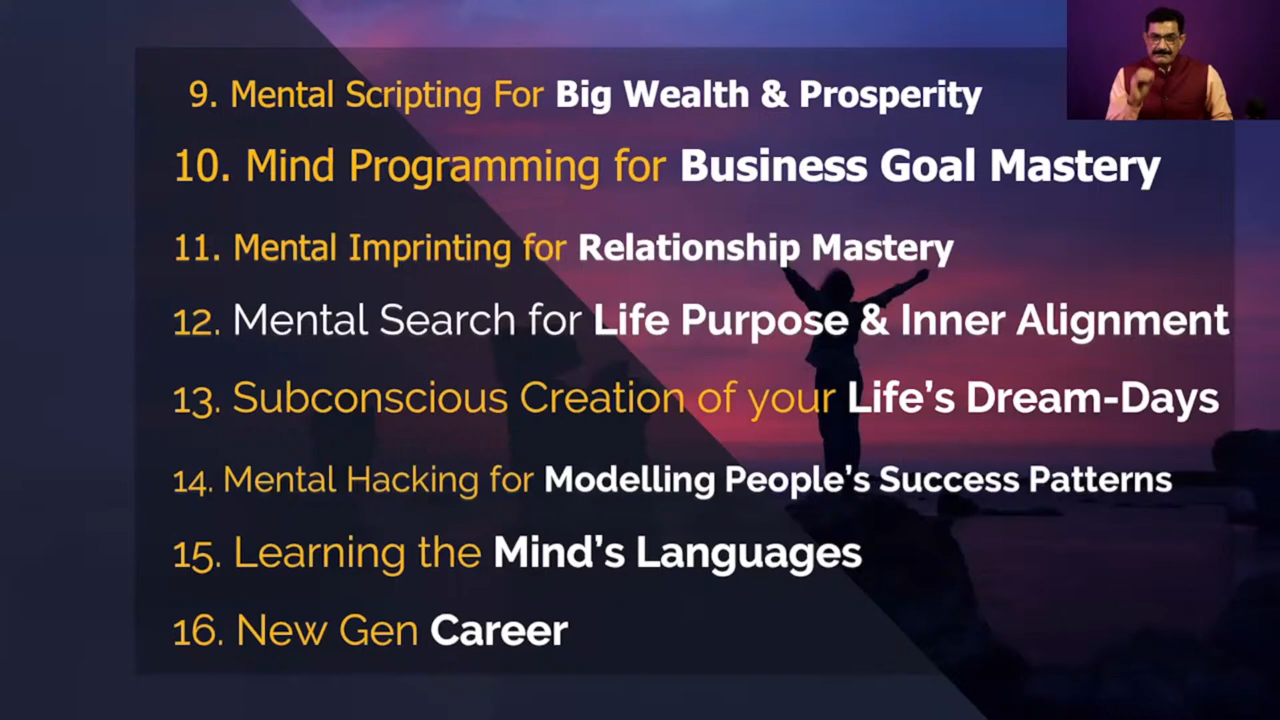 9. Mental Scripting For Big Wealth & Prosperity
10. Mind Programming for Business Goal Mastery
11. Mental Imprinting for Relationship Mastery
12. Mental Search for Life Purpose & Inner Alignment
13. Subconscious Creation of your Life’s Dream-Days
14. Mental Hacking for Modelling People’s Success Patterns
15. Learning the Mind’s Languages
16. New Gen Career